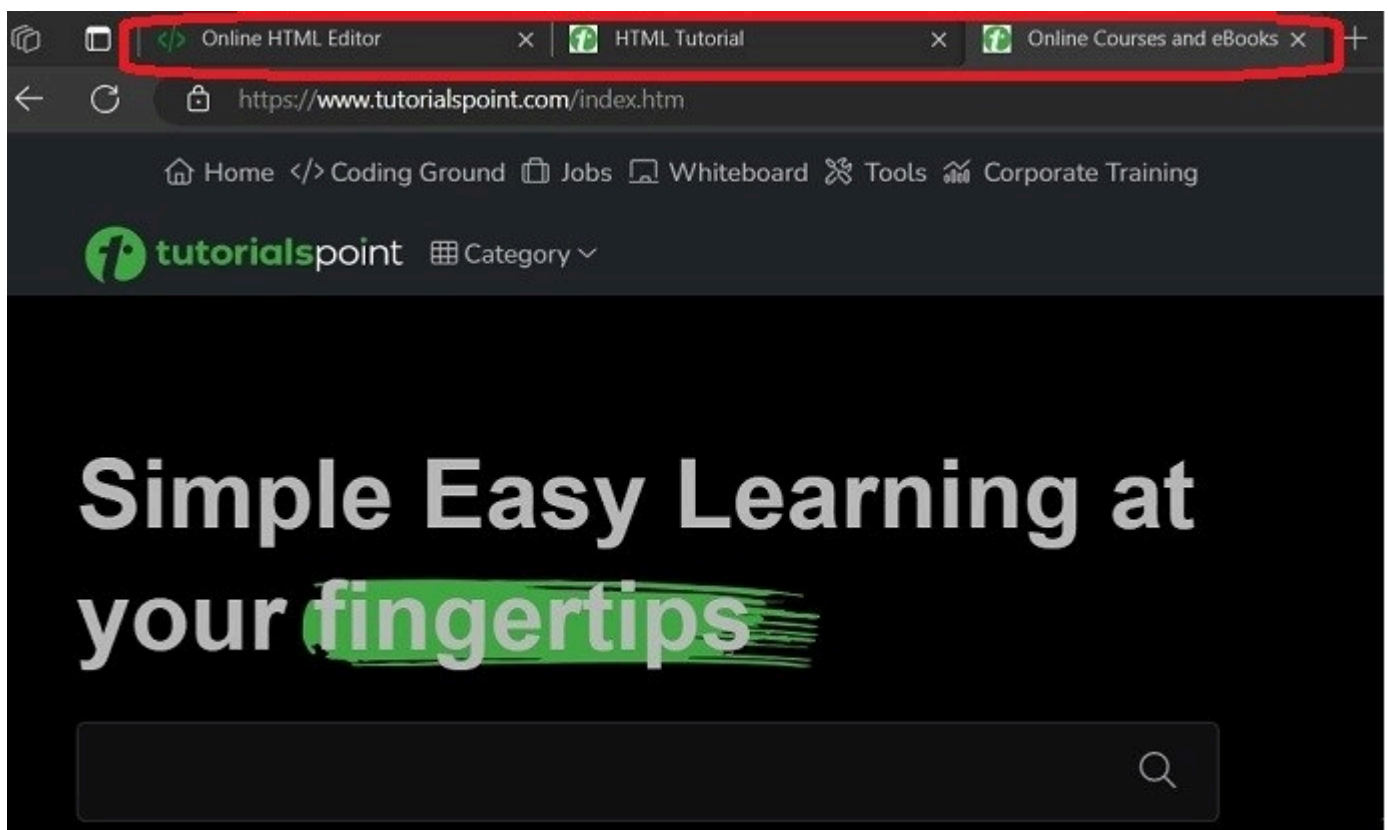 </> Online HTML Editor HTML Tutorial Online Courses and eBooks
https://www.tutorialspoint.com/index.htm
Home </> Coding Ground Jobs Whiteboard Tools Corporate Training
tutorialspoint Category
Simple Easy Learning at
your fingertips